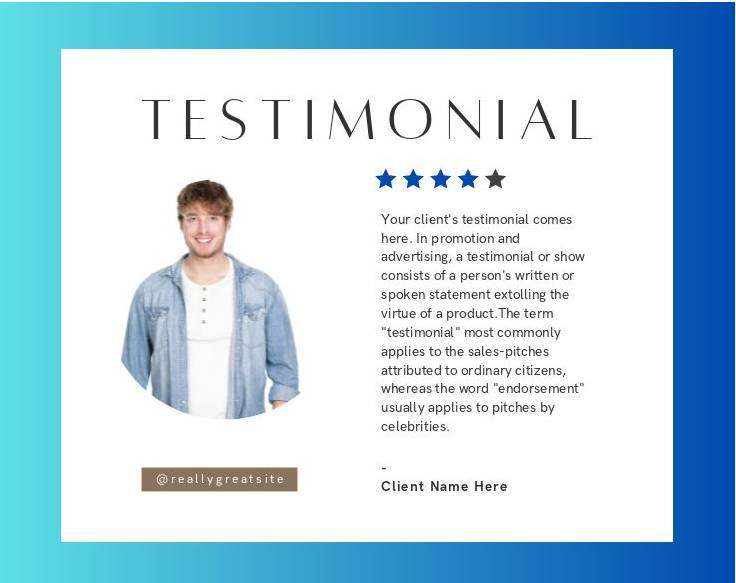 TESTIMONIAL
Your client's testimonial comes
here. In promotion and
advertising, a testimonial or show
consists of a person's written or
spoken statement extolling the
virtue of a product.The term
"testimonial" most commonly
applies to the sales-pitches
attributed to ordinary citizens,
whereas the word "endorsement"
usually applies to pitches by
celebrities.
-
Client Name Here
@reallygreatsite